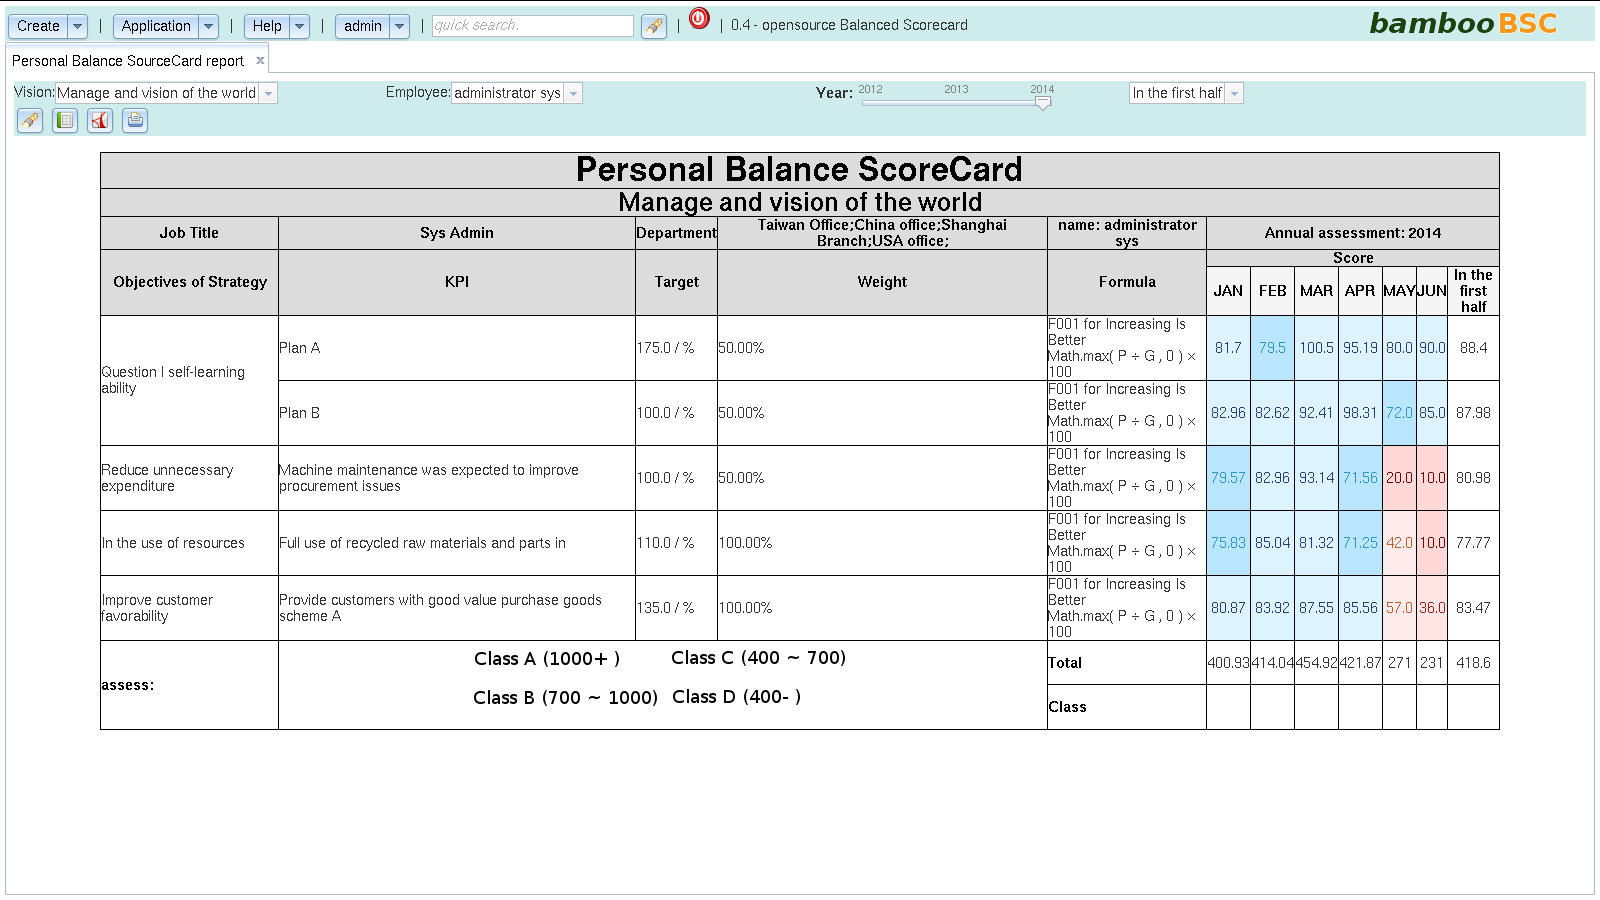 Create | Application | Help | admin | quick search. | 0.4 - opensource Balanced Scorecard bambooBSC
Personal Balance SourceCard report x
Vision: Manage and vision of the world Employee: administrator sys Year: 2012 2013 2014 In the first half
Personal Balance ScoreCard
Manage and vision of the world
Job Title Sys Admin Department Taiwan Office;China office;Shanghai
Branch;USA office; name: administrator
sys Annual assessment: 2014
Objectives of Strategy KPI Target Weight Formula Score
JAN FEB MAR APR MAY JUN In the
first
half
Question I self-learning
ability
Plan A 175.0 / % 50.00% F001 for Increasing Is
Better
Math.max( P ÷ G , 0 ) ×
100
81.7 79.5 100.5 95.19 80.0 90.0 88.4
Plan B 100.0 / % 50.00% F001 for Increasing Is
Better
Math.max( P ÷ G , 0 ) ×
100
82.96 82.62 92.41 98.31 72.0 85.0 87.98
Reduce unnecessary
expenditure
Machine maintenance was expected to improve
procurement issues
100.0 / % 50.00% F001 for Increasing Is
Better
Math.max( P ÷ G , 0 ) ×
100
79.57 82.96 93.14 71.56 20.0 10.0 80.98
In the use of resources Full use of recycled raw materials and parts in 110.0 / % 100.00% F001 for Increasing Is
Better
Math.max( P ÷ G , 0 ) ×
100
75.83 85.04 81.32 71.25 42.0 10.0 77.77
Improve customer
favorability
Provide customers with good value purchase goods
scheme A
135.0 / % 100.00% F001 for Increasing Is
Better
Math.max( P ÷ G , 0 ) ×
100
80.87 83.92 87.55 85.56 57.0 36.0 83.47
assess:
Class A (1000+ ) Class C (400 ~ 700)
Class B (700 ~ 1000) Class D (400- )
Total 400.93 414.04 454.92 421.87 271 231 418.6
Class